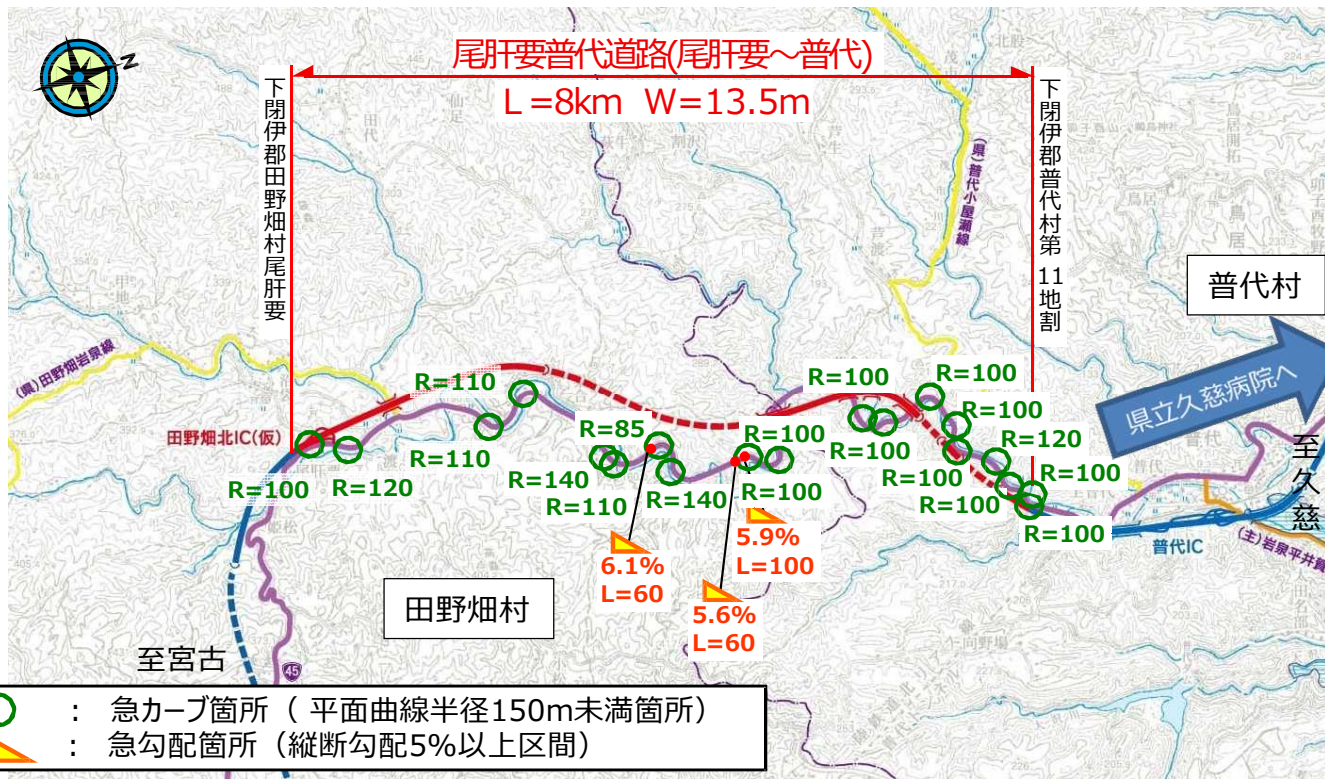 尾肝要普代道路(尾肝要～普代)
L=8km W=13.5m
下閉伊郡田野畑村尾肝要
下閉伊郡普代村第11地割
(県)普代小屋瀬線
普代村
県立久慈病院へ
至久慈
(県)田野畑岩泉線
田野畑北IC(仮)
R=100
R=120
R=110
R=110
R=140
R=110
R=85
R=140
R=100
R=100
R=100
R=100
R=100
R=100
R=100
R=120
R=100
R=100
普代IC
(主)岩泉平井賀
6.1%
L=60
5.6%
L=60
5.9%
L=100
田野畑村
至宮古
45
N
: 急カーブ箇所（ 平面曲線半径150m未満箇所）
: 急勾配箇所（縦断勾配5%以上区間）